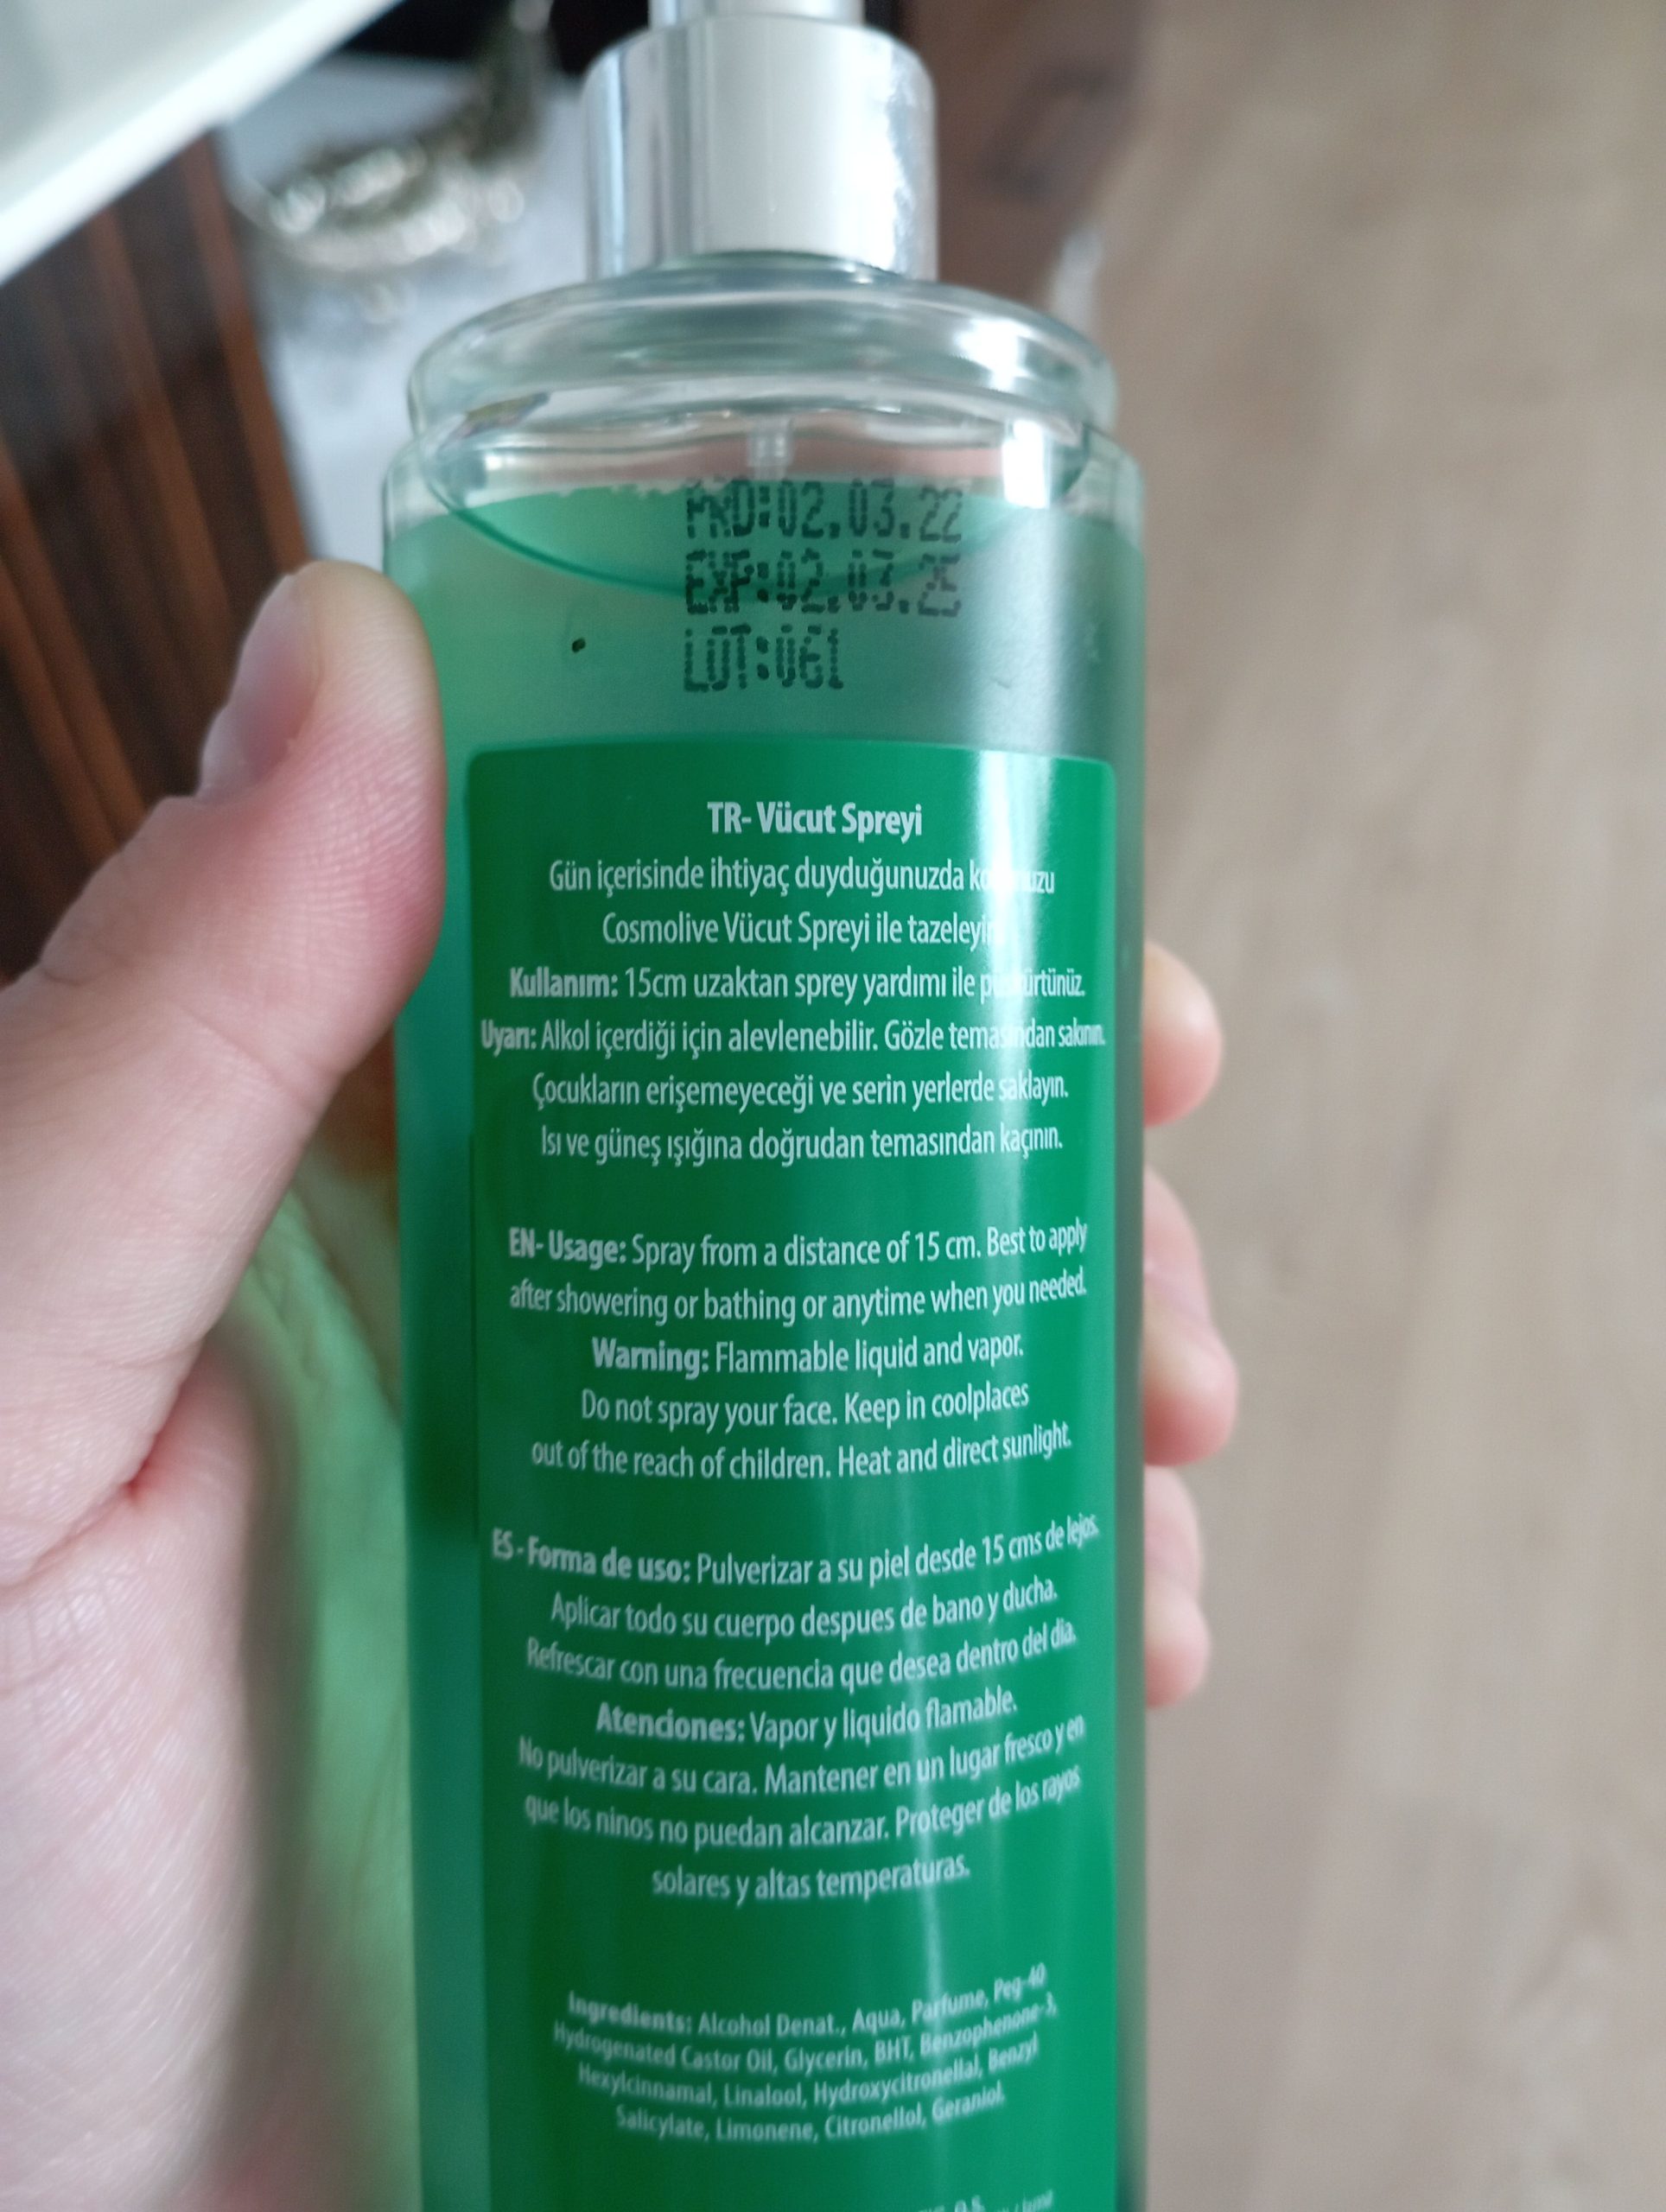 PRD:02.03.22
EXP:02.03.25
LOT:061
TR- Vücut Spreyi
Gün içerisinde ihtiyaç duyduğunuzda
Cosmolive Vücut Spreyi ile tazeleyin
Kullanım: 15cm uzaktan sprey yardımı ile püskürtünüz.
Uyarı: Alkol içerdiği için alevlenebilir. Gözle temasından sakının.
Çocukların erişemeyeceği ve serin yerlerde saklayın.
Isı ve güneş ışığına doğrudan temasından kaçının.
EN- Usage: Spray from a distance of 15 cm. Best to apply
after showering or bathing or anytime when you needed.
Warning: Flammable liquid and vapor.
Do not spray your face. Keep in coolplaces
out of the reach of children. Heat and direct sunlight.
ES - Forma de uso: Pulverizar a su piel desde 15 cms de lejos.
Aplicar todo su cuerpo despues de bano y ducha.
Refrescar con una frecuencia que desea dentro del dia.
Atenciones: Vapor y liquido flamable.
No pulverizar a su cara. Mantener en un lugar fresco y en
que los ninos no puedan alcanzar. Proteger de los rayos
solares y altas temperaturas.
Ingredients: Alcohol Denat., Aqua, Parfume, Peg-40
Hydrogenated Castor Oil, Glycerin, BHT, Benzophenone-3,
Hexylcinnamal, Linalool, Hydroxycitronellal, Benzyl
Salicylate, Limonene, Citronellol, Geraniol.